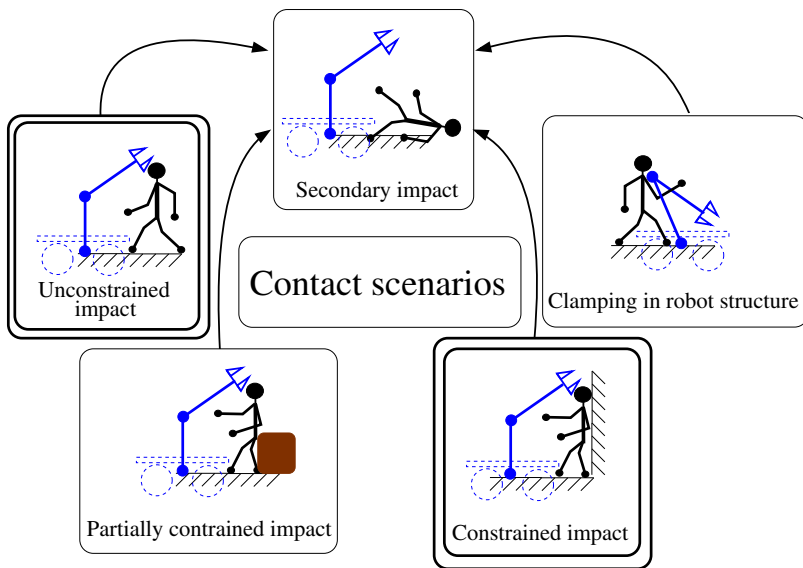 Secondary impact
Unconstrained
impact
Contact scenarios
Clamping in robot structure
Partially contrained impact
Constrained impact